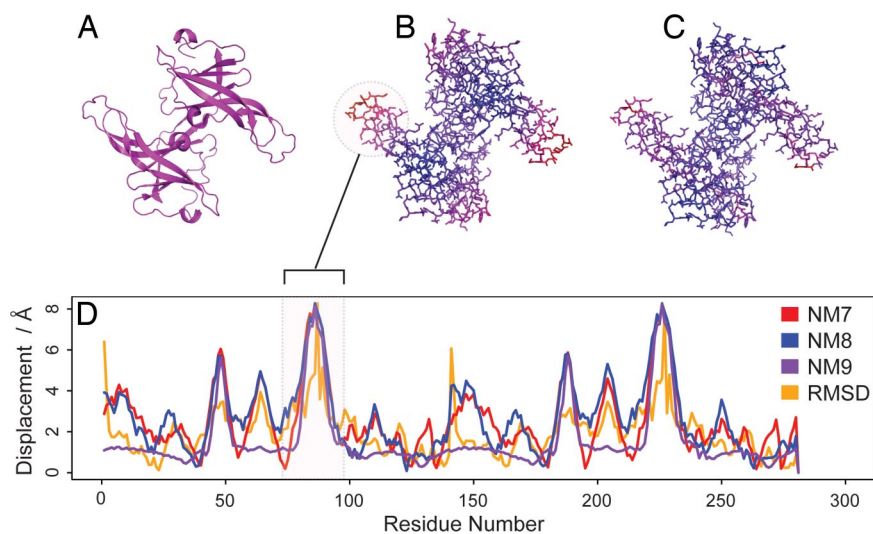 A
B
C
D
Displacement / Å
8
6
4
2
0
NM7
NM8
NM9
RMSD
0 50 100 150 200 250 300
Residue Number